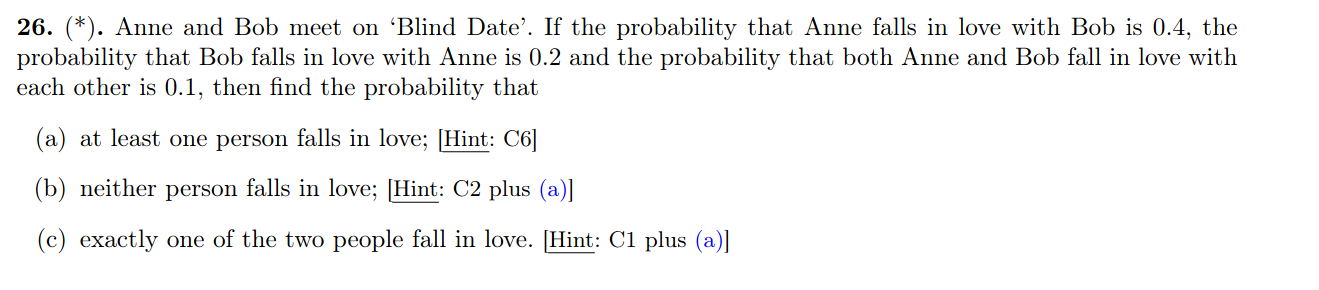 26. (*). Anne and Bob meet on ‘Blind Date’. If the probability that Anne falls in love with Bob is 0.4, the
probability that Bob falls in love with Anne is 0.2 and the probability that both Anne and Bob fall in love with
each other is 0.1, then find the probability that
(a) at least one person falls in love; [Hint: C6]
(b) neither person falls in love; [Hint: C2 plus (a)]
(c) exactly one of the two people fall in love. [Hint: C1 plus (a)]